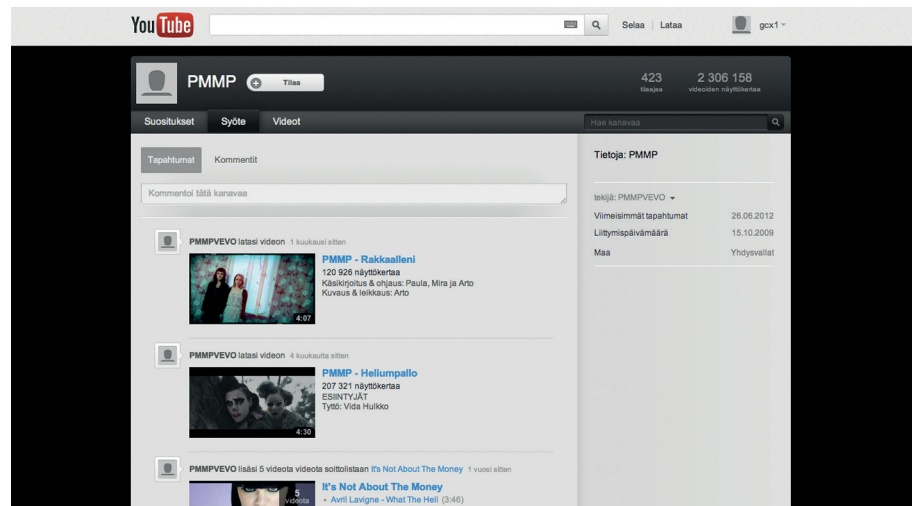 YouTube
Selaa | Lataa
gcx1
PMMP
Tilaa
423
tilaajaa
2 306 158
videoiden näyttökertaa
Suositukset
Syöte
Videot
Hae kanavaa
Tapahtumat
Kommentit
Kommentoi tätä kanavaa
PMMPVEVO latasi videon 1 kuukausi sitten
PMMP - Rakkaalleni
120 926 näyttökertaa
Käsikirjoitus & ohjaus: Paula, Mira ja Arto
Kuvaus & leikkaus: Arto
4:07
PMMPVEVO latasi videon 4 kuukautta sitten
PMMP - Heliumpallo
207 321 näyttökertaa
ESIINTYJÄT
Tyttö: Vida Huikko
4:30
PMMPVEVO lisäsi 5 videota videota soittolistaan It's Not About The Money 1 vuosi sitten
5
videota
It's Not About The Money
• Avril Lavigne - What The Hell (3:46)
Tietoja: PMMP
tekijä: PMMPVEVO
Viimeisimmät tapahtumat 26.06.2012
Liittymispäivämäärä 15.10.2009
Maa Yhdysvallat